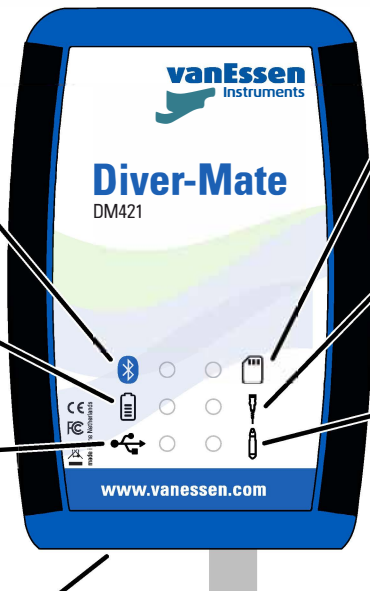 vanEssen
Instruments
Diver-Mate
DM421
CE
FC
made in the Netherlands
www.vanessen.com